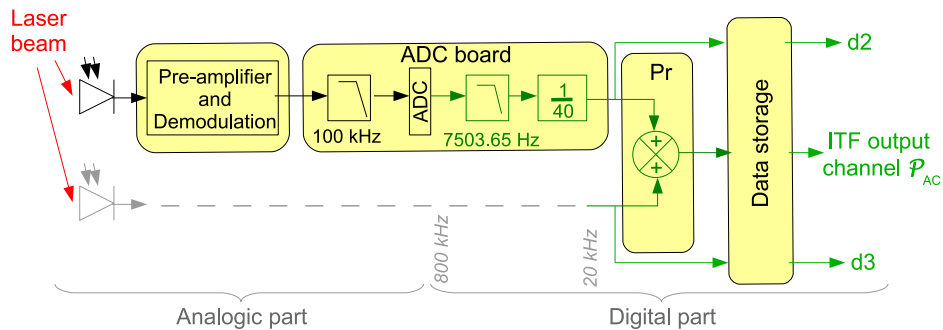 Laser
beam
Pre-amplifier
and
Demodulation
ADC board
100 kHz
ADC
7503.65 Hz
1
40
Pr
+
+
Data storage
d2
ITF output
channel 𝒫AC
d3
800 kHz
20 kHz
Analogic part
Digital part